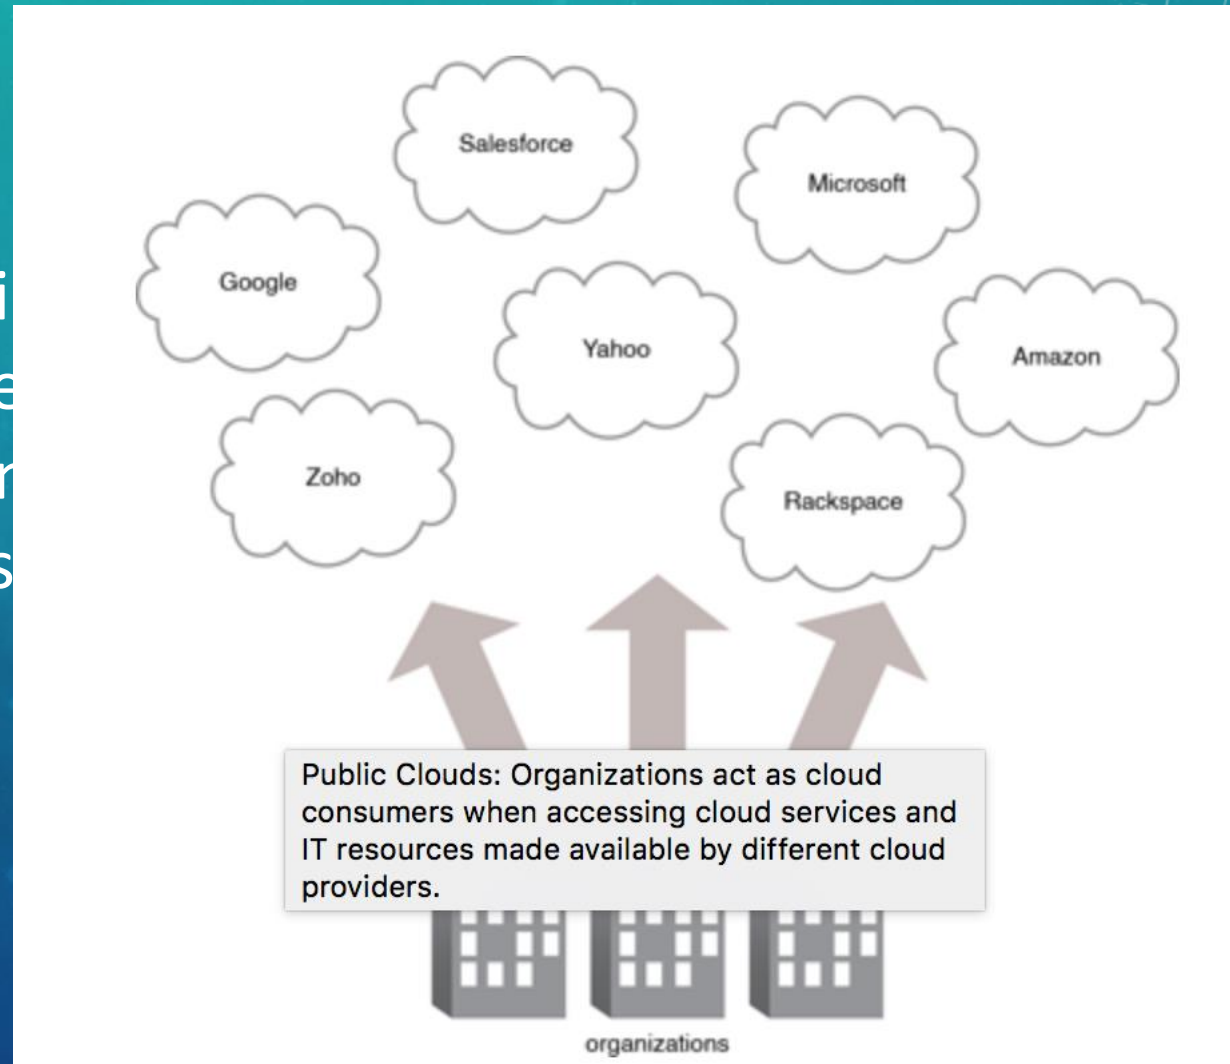 Salesforce
Microsoft
Google
Yahoo
Amazon
Zoho
Rackspace
Public Clouds: Organizations act as cloud
consumers when accessing cloud services and
IT resources made available by different cloud
providers.
organizations